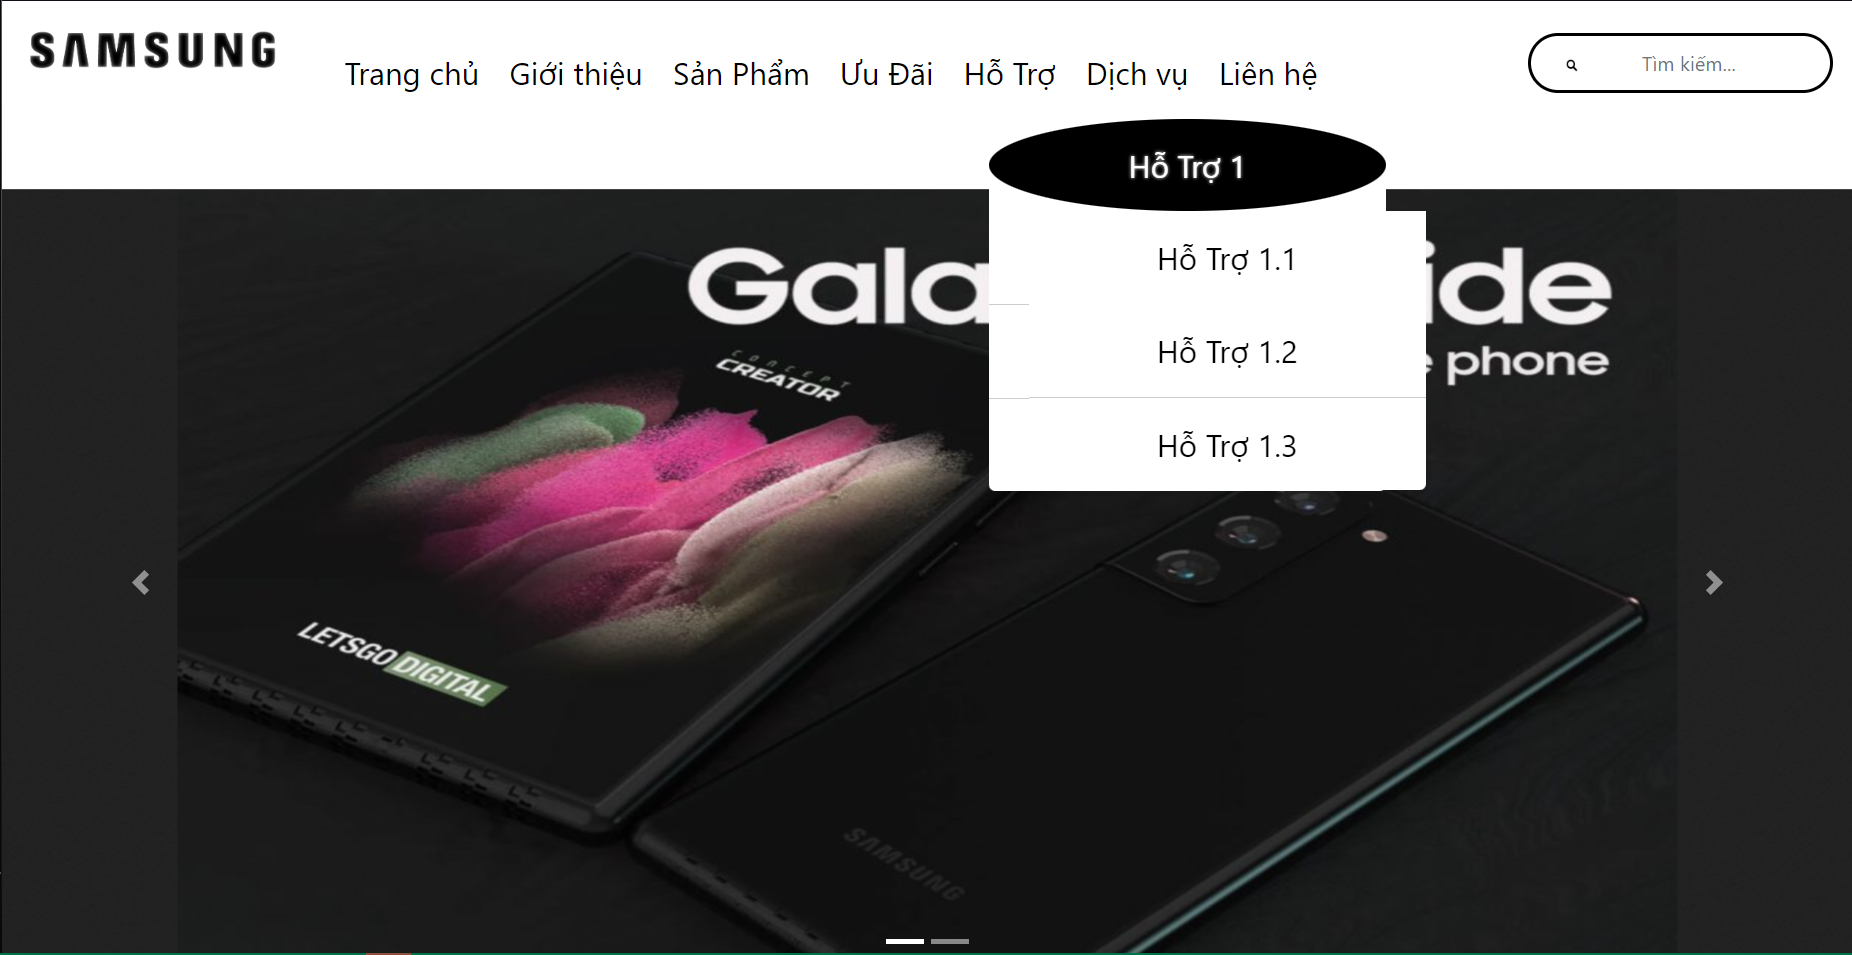 SAMSUNG
Trang chủ Giới thiệu Sản Phẩm Ưu Đãi Hỗ Trợ Dịch vụ Liên hệ
Tìm kiếm...
Hỗ Trợ 1
Hỗ Trợ 1.1
Hỗ Trợ 1.2
Hỗ Trợ 1.3
Gala ide
phone
CONCEPT
CREATOR
LETSGODIGITAL
SAMSUNG